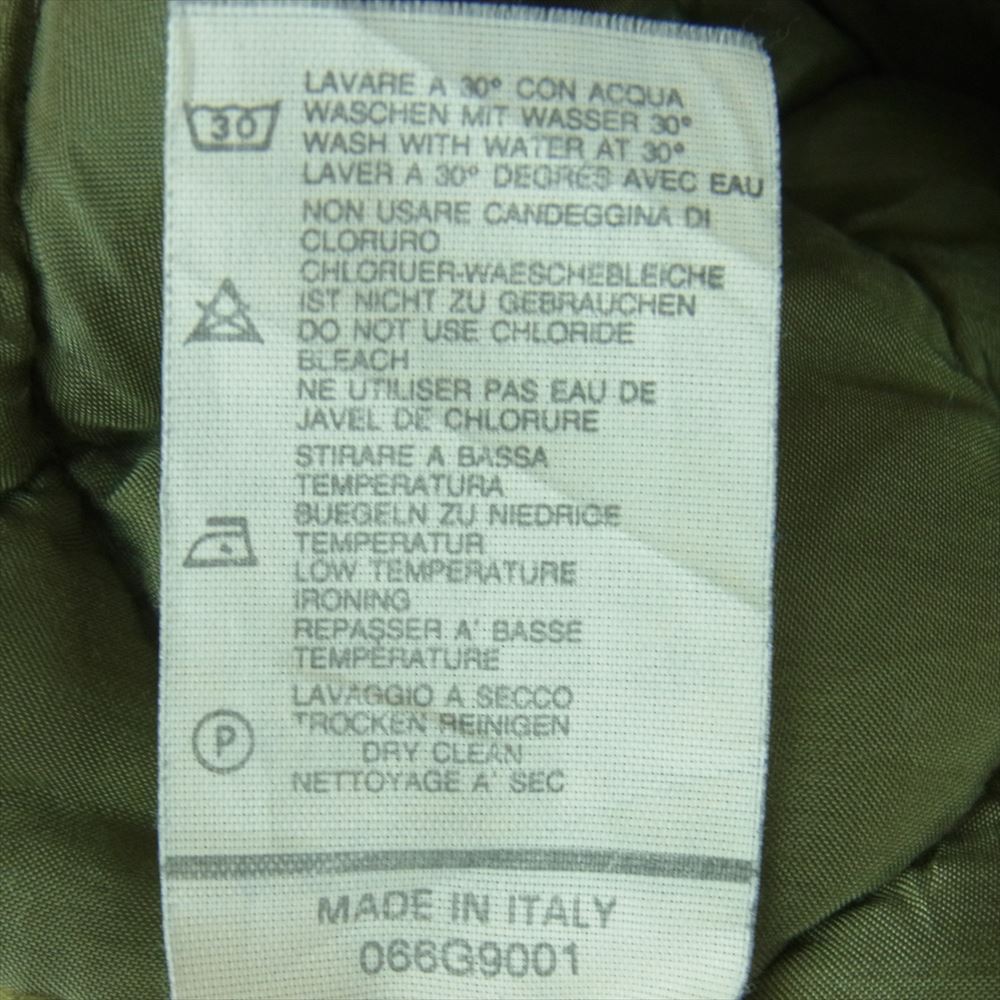 30
LAVARE A 30° CON ACQUA
WASCHEN MIT WASSER 30°
WASH WITH WATER AT 30°
LAVER A 30° DEGRÉS AVEC EAU
NON USARE CANDEGGINA DI
CLORURO
CHLORUER-WAESCHEBLEICHE
IST NICHT ZU GEBRAUCHEN
DO NOT USE CHLORIDE
BLEACH
NE UTILISER PAS EAU DE
JAVEL DE CHLORURE
STIRARE A BASSA
TEMPERATURA
BUEGELN ZU NIEDRIGE
TEMPERATUR
LOW TEMPERATURE
IRONING
REPASSER A' BASSE
TEMPÈRATURE
LAVAGGIO A SECCO
TROCKEN REINIGEN
P
DRY CLEAN
NETTOYAGE A' SEC
MADE IN ITALY
066G9001